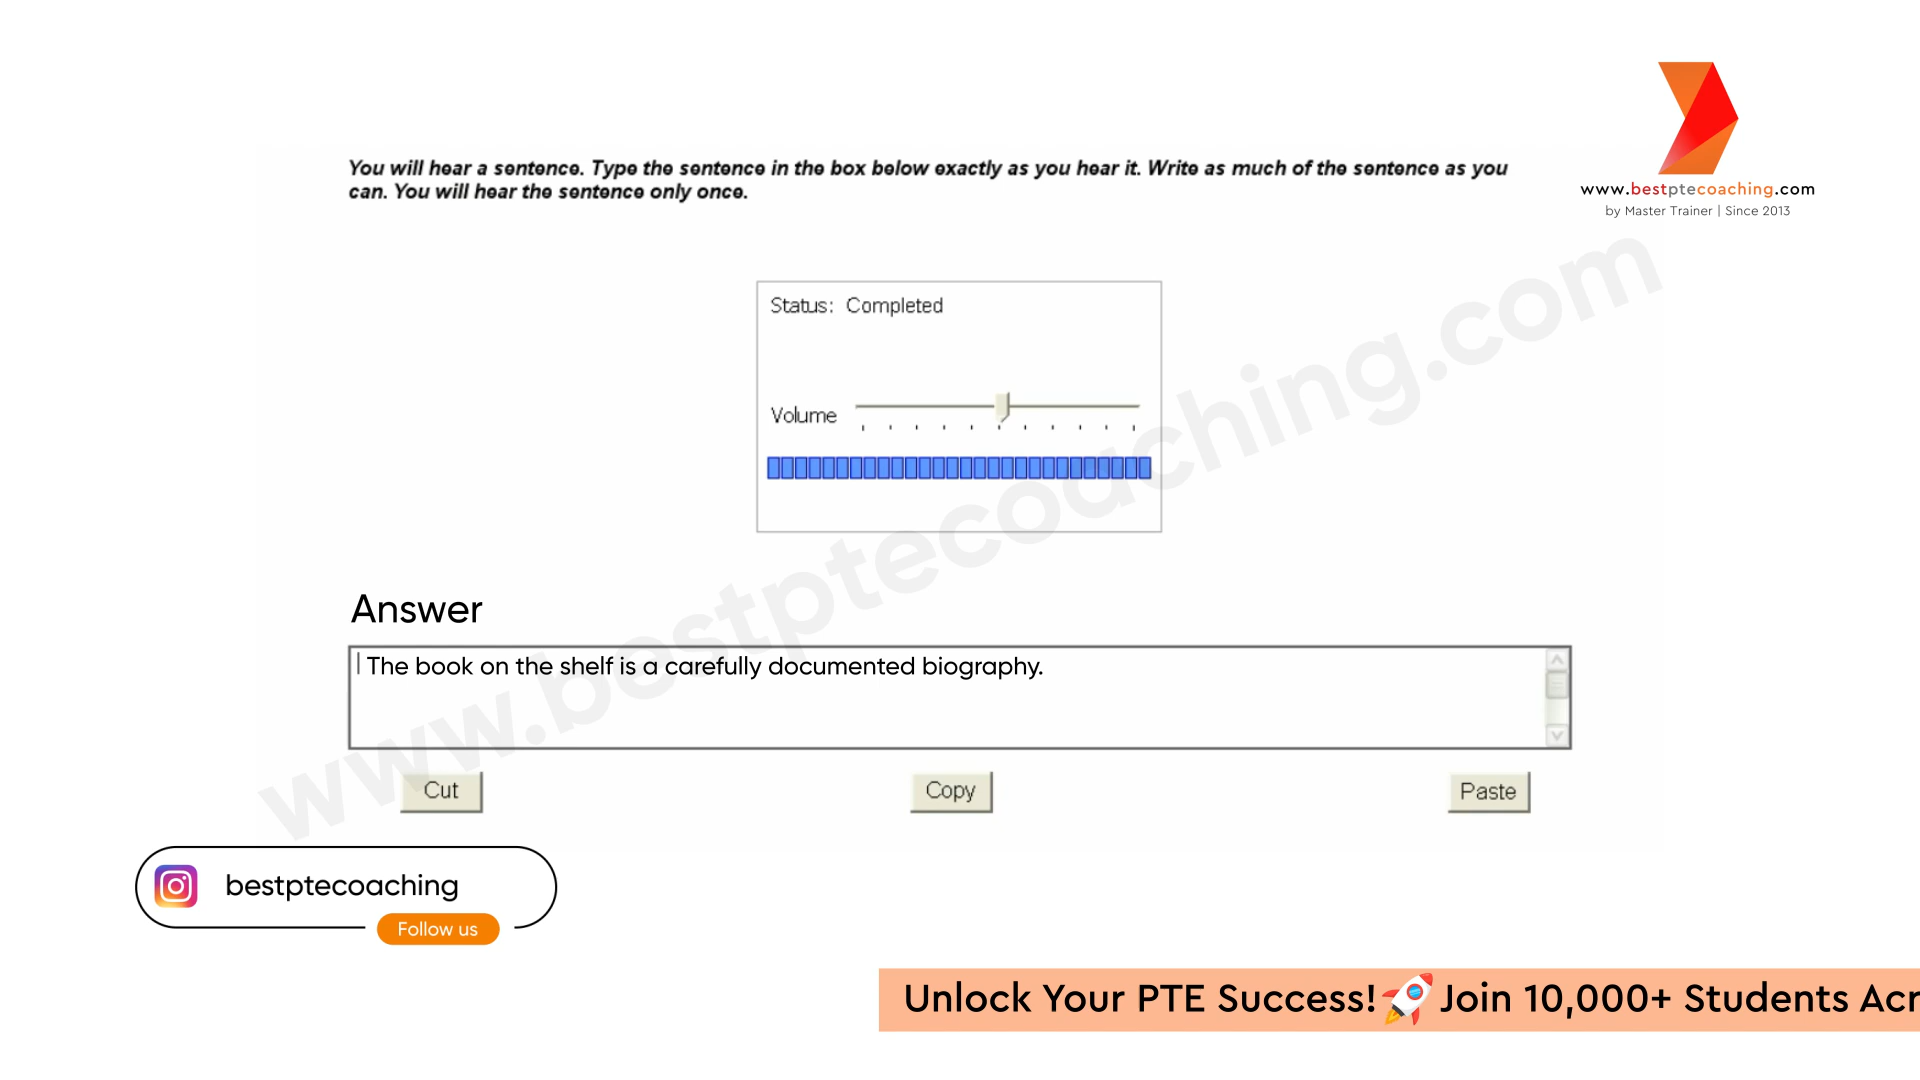 www.bestptecoaching.com
by Master Trainer | Since 2013
You will hear a sentence. Type the sentence in the box below exactly as you hear it. Write as much of the sentence as you
can. You will hear the sentence only once.
Status: Completed
Volume
www.bestptecoaching.com
Answer
The book on the shelf is a carefully documented biography.
Cut
Copy
Paste
bestptecoaching
Follow us
Unlock Your PTE Success!🚀Join 10,000+ Students Acr